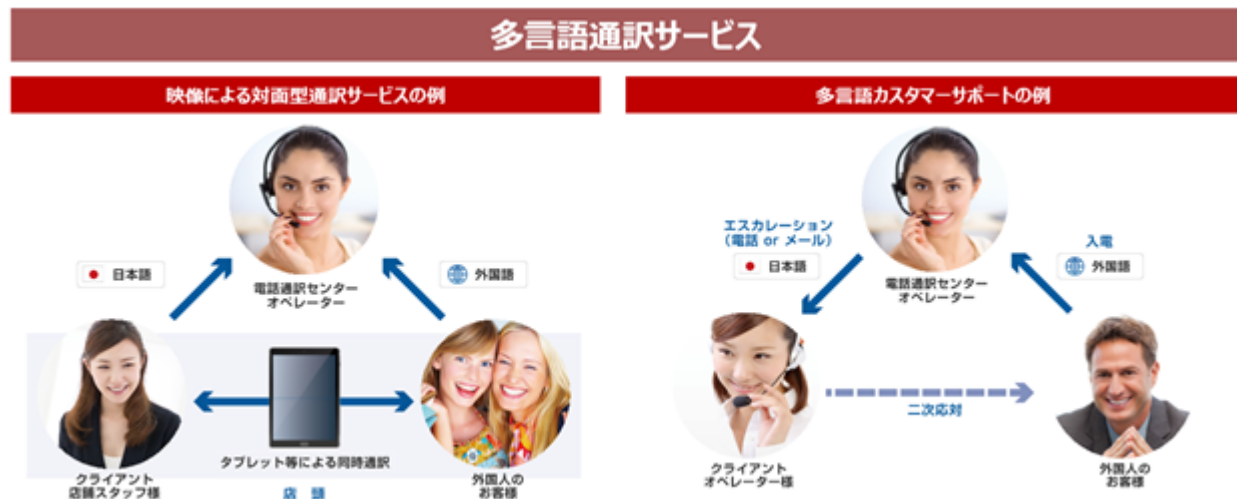 多言語通訳サービス
映像による対面型通訳サービスの例
日本語
外国語
電話通訳センター
オペレーター
タブレット等による同時通訳
クライアント
店舗スタッフ様
外国人の
お客様
店 頭
多言語カスタマーサポートの例
エスカレーション
(電話 or メール)
日本語
入電
外国語
電話通訳センター
オペレーター
二次応対
クライアント
オペレーター様
外国人の
お客様